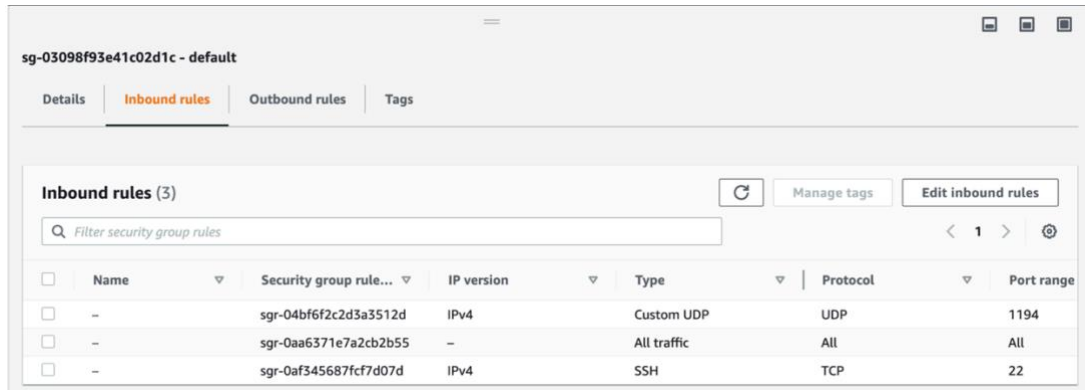 sg-03098f93e41c02d1c - default
Details Inbound rules Outbound rules Tags
Inbound rules (3) Manage tags Edit inbound rules
Filter security group rules 1
Name Security group rule... IP version Type Protocol Port range
– sgr-04bf6f2c2d3a3512d IPv4 Custom UDP UDP 1194
– sgr-0aa6371e7a2cb2b55 – All traffic All All
– sgr-0af345687fcf7d07d IPv4 SSH TCP 22